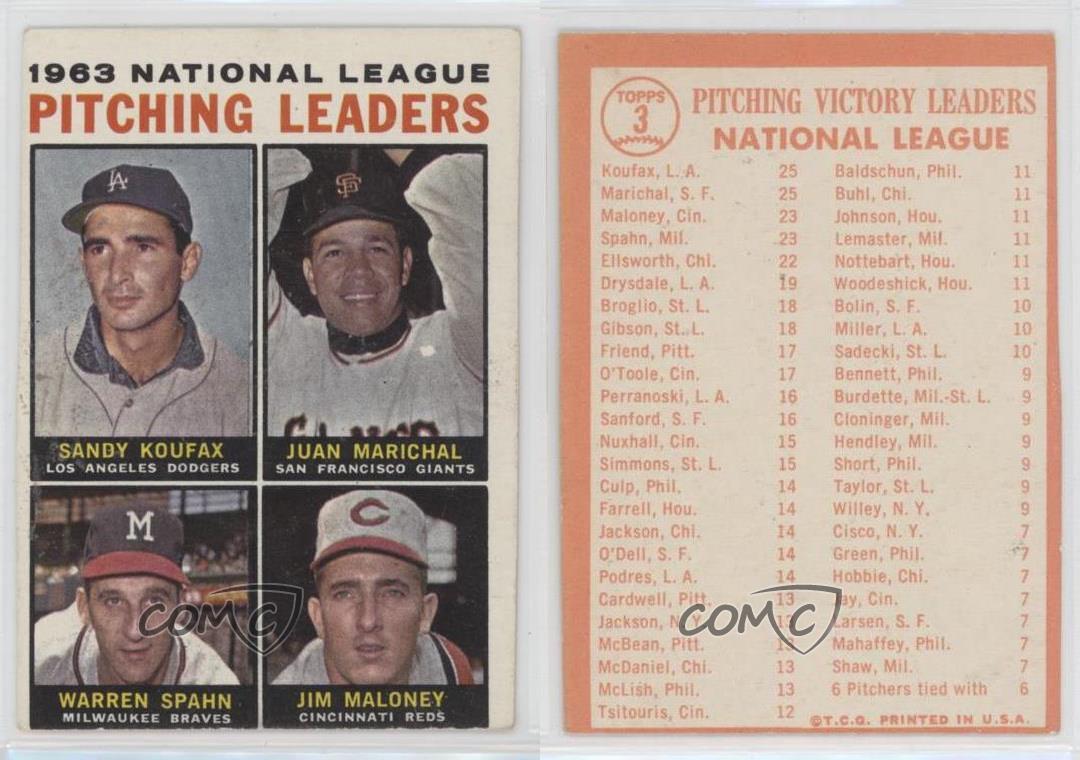 1963 NATIONAL LEAGUE
PITCHING LEADERS
LA
SF
SANDY KOUFAX
LOS ANGELES DODGERS
JUAN MARICHAL
SAN FRANCISCO GIANTS
M
C
WARREN SPAHN
MILWAUKEE BRAVES
JIM MALONEY
CINCINNATI REDS
COMC
TOPPS
3
PITCHING VICTORY LEADERS
NATIONAL LEAGUE
Koufax, L. A. 25
Marichal, S. F. 25
Maloney, Cin. 23
Spahn, Mil. 23
Ellsworth, Chi. 22
Drysdale, L. A. 19
Broglio, St. L. 18
Gibson, St. L. 18
Friend, Pitt. 17
O'Toole, Cin. 17
Perranoski, L. A. 16
Sanford, S. F. 16
Nuxhall, Cin. 15
Simmons, St. L. 15
Culp, Phil. 14
Farrell, Hou. 14
Jackson, Chi. 14
O'Dell, S. F. 14
Podres, L. A. 14
Cardwell, Pitt. 13
Jackson, N. Y. 13
McBean, Pitt. 13
McDaniel, Chi. 13
McLish, Phil. 13
Tsitouris, Cin. 12
Baldschun, Phil. 11
Buhl, Chi. 11
Johnson, Hou. 11
Lemaster, Mil. 11
Nottebart, Hou. 11
Woodeshick, Hou. 11
Bolin, S. F. 10
Miller, L. A. 10
Sadecki, St. L. 10
Bennett, Phil. 9
Burdette, Mil.-St. L. 9
Cloninger, Mil. 9
Hendley, Mil. 9
Short, Phil. 9
Taylor, St. L. 9
Willey, N. Y. 9
Cisco, N. Y. 7
Green, Phil. 7
Hobbie, Chi. 7
Jay, Cin. 7
Larsen, S. F. 7
Mahaffey, Phil. 7
Shaw, Mil. 7
6 Pitchers tied with 6
©T.C.G. PRINTED IN U.S.A.
COMC